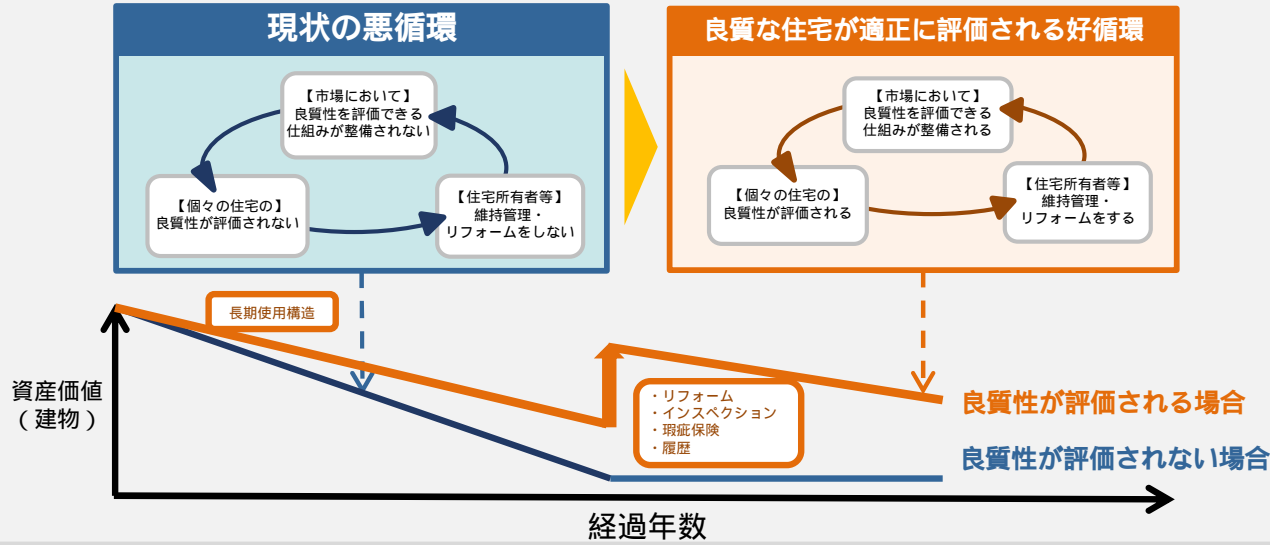 現状の悪循環
【市場において】
良質性を評価できる
仕組みが整備されない
【個々の住宅の】
良質性が評価されない
【住宅所有者等】
維持管理・
リフォームをしない
良質な住宅が適正に評価される好循環
【市場において】
良質性を評価できる
仕組みが整備される
【個々の住宅の】
良質性が評価される
【住宅所有者等】
維持管理・
リフォームをする
長期使用構造
資産価値
(建物)
・リフォーム
・インスペクション
・瑕疵保険
・履歴
良質性が評価される場合
良質性が評価されない場合
経過年数